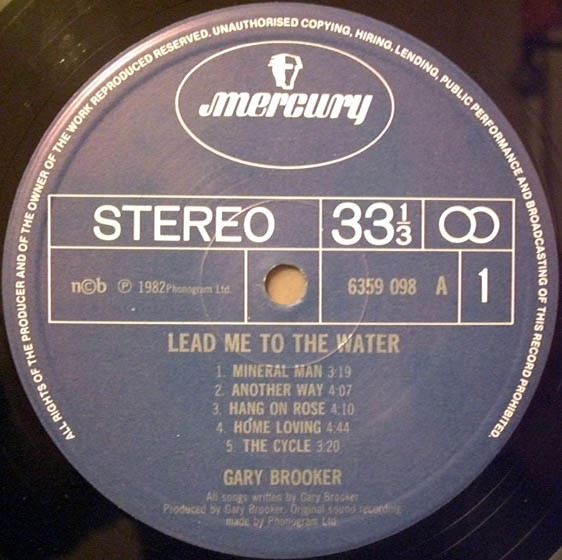 ALL RIGHTS OF THE PRODUCER AND OF THE OWNER OF THE WORK REPRODUCED RESERVED. UNAUTHORISED COPYING, HIRING, LENDING, PUBLIC PERFORMANCE AND BROADCASTING OF THIS RECORD PROHIBITED.
mercury
STEREO 33⅓ ꝏ
n©b ℗ 1982 Phonogram Ltd. 6359 098 A 1
LEAD ME TO THE WATER
1. MINERAL MAN 3:19
2. ANOTHER WAY 4:07
3. HANG ON ROSE 4:10
4. HOME LOVING 4:44
5. THE CYCLE 3:20
GARY BROOKER
All songs written by Gary Brooker
Produced by Gary Brooker. Original sound recording
made by Phonogram Ltd